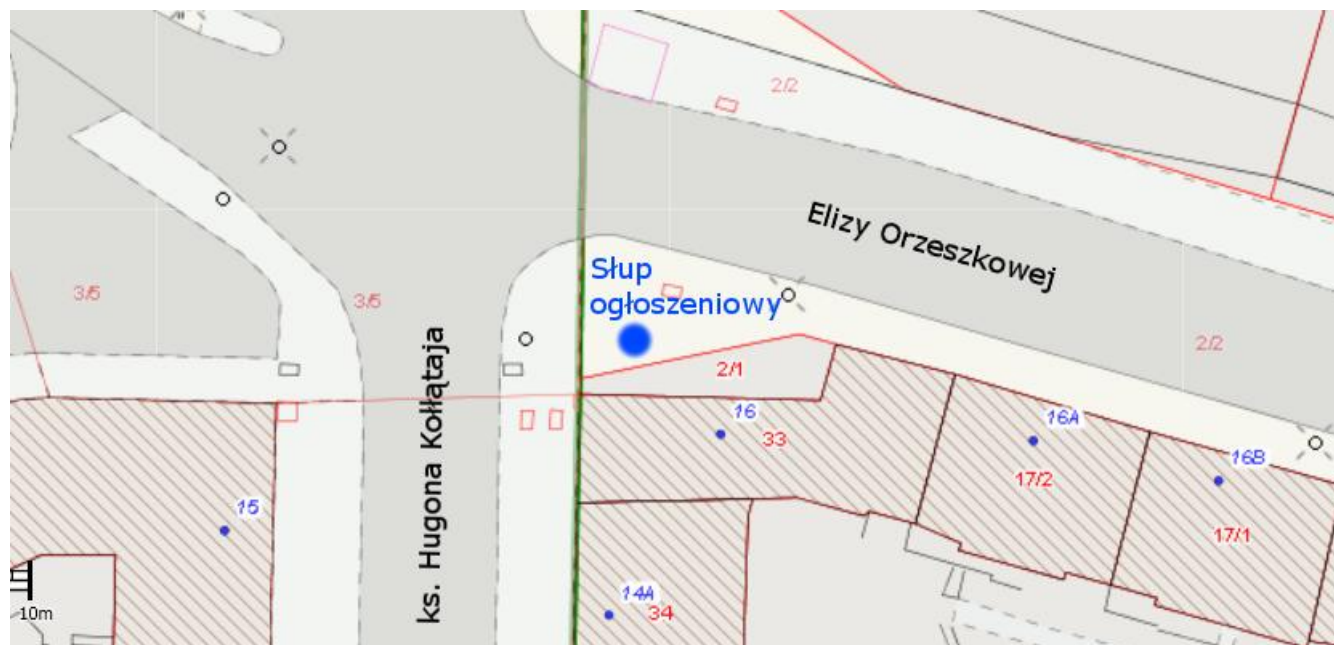 2/2
Elizy Orzeszkowej
Słup
ogłoszeniowy
3/5
3/5
2/2
2/1
ks. Hugona Kołłątaja
16
33
16A
17/2
16B
17/1
15
14A
34
10m